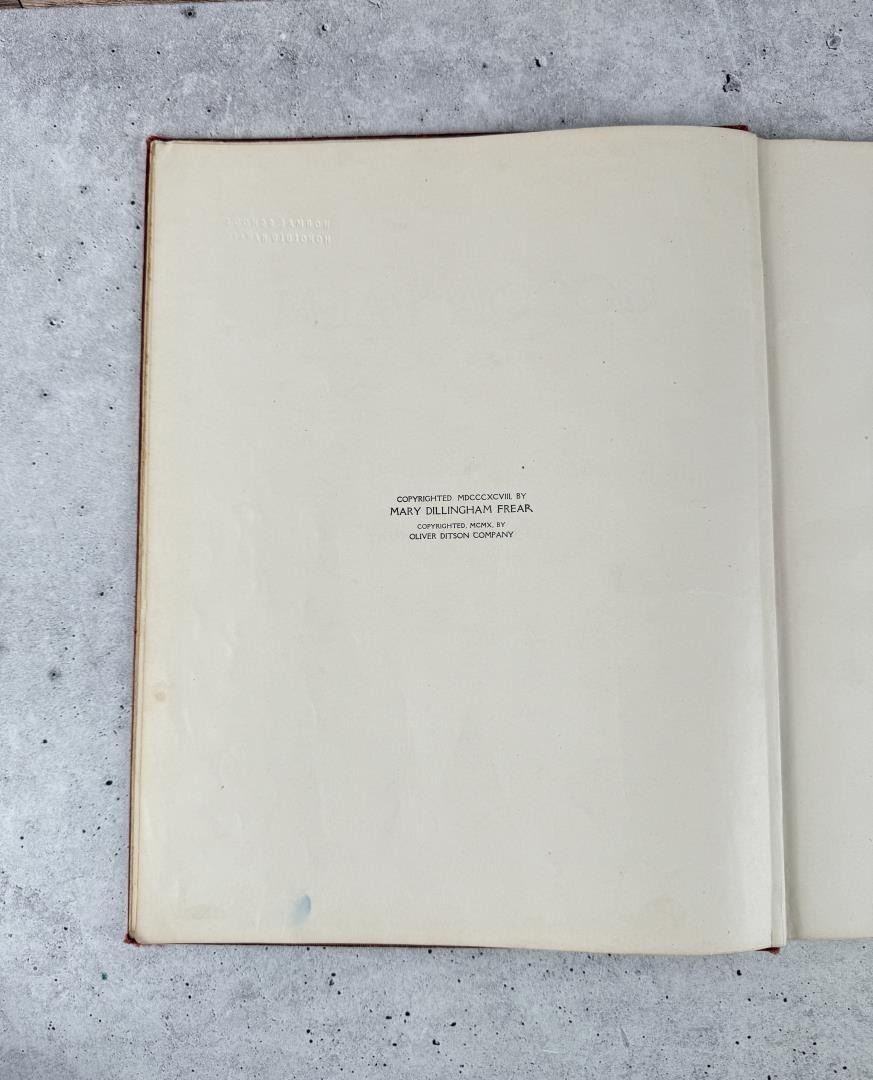 COPYRIGHTED MDCCCXCVIII, BY
MARY DILLINGHAM FREAR
COPYRIGHTED, MCMX, BY
OLIVER DITSON COMPANY